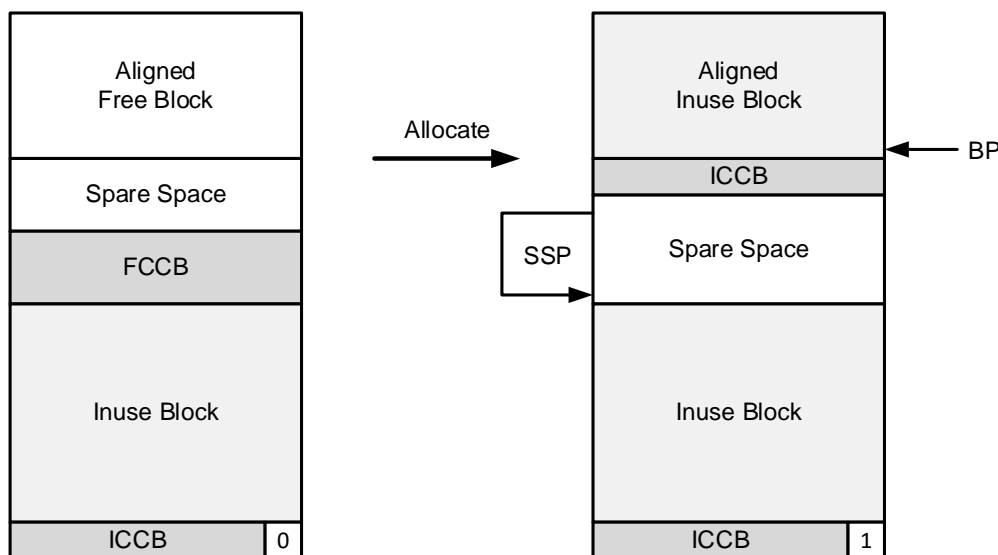 Aligned
Free Block
Spare Space
FCCB
Inuse Block
ICCB
0
Allocate
Aligned
Inuse Block
BP
ICCB
SSP
Spare Space
Inuse Block
ICCB
1